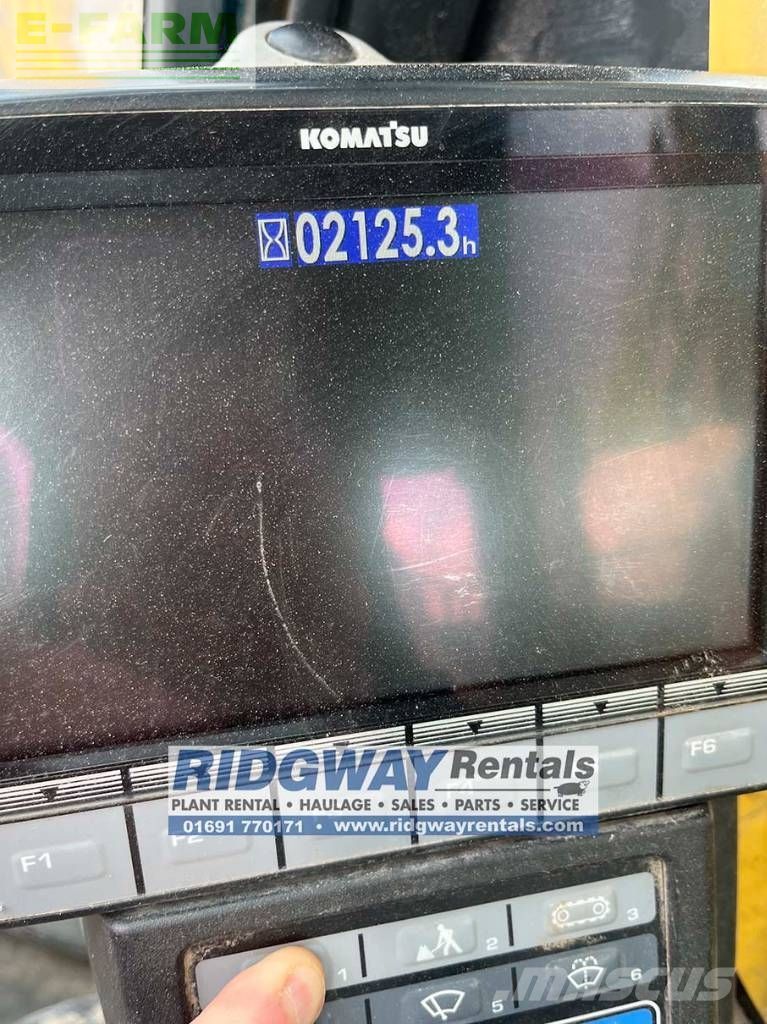 E-FARM
KOMATSU
02125.3h
RIDGWAY Rentals
PLANT RENTAL • HAULAGE • SALES • PARTS • SERVICE
01691 770171 • www.ridgwayrentals.com
F6
F1
F2
1 2 3
5 6
mascus